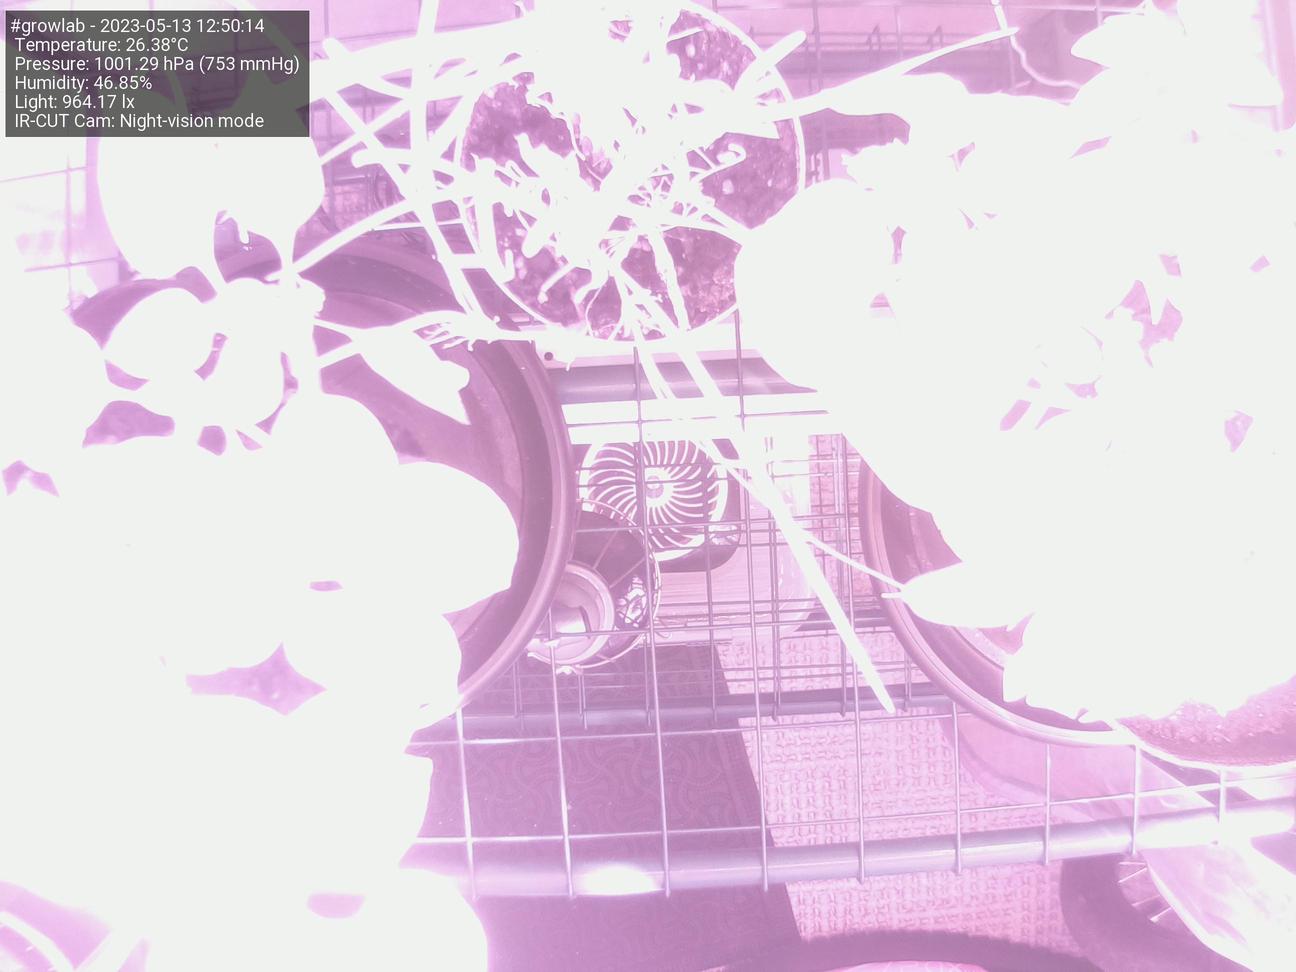 #growlab - 2023-05-13 12:50:14
Temperature: 26.38°C
Pressure: 1001.29 hPa (753 mmHg)
Humidity: 46.85%
Light: 964.17 lx
IR-CUT Cam: Night-vision mode